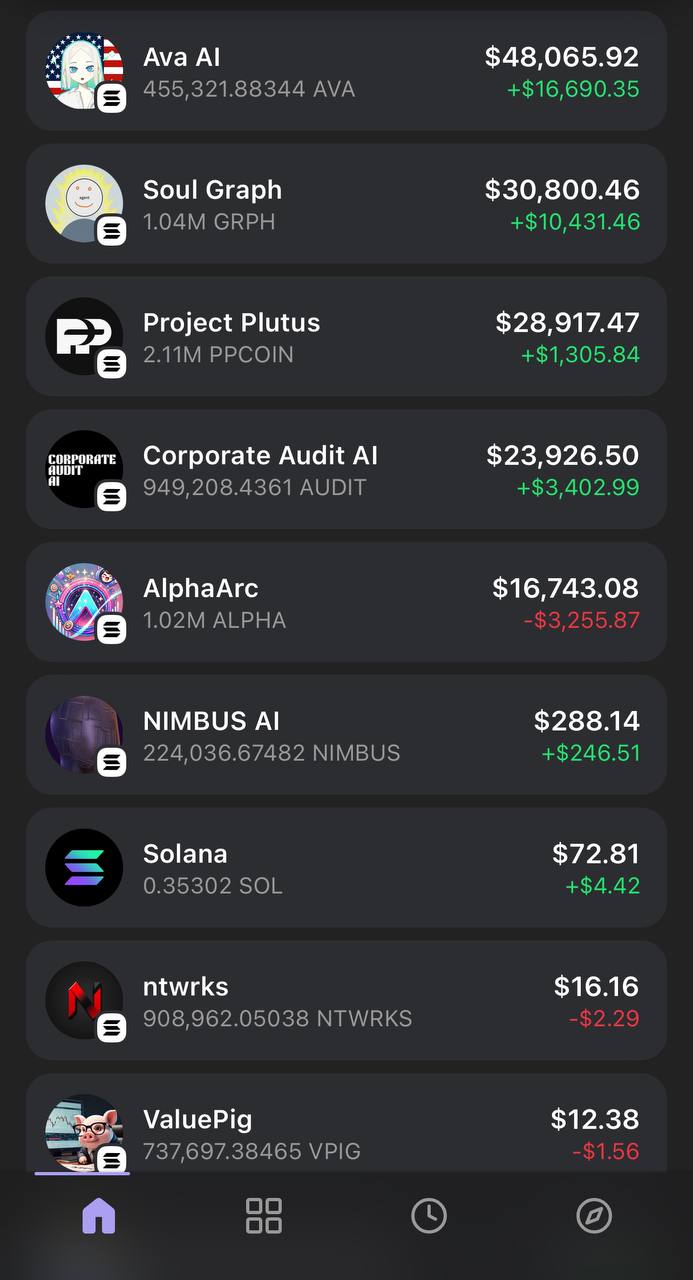 Ava AI
$48,065.92
455,321.88344 AVA
+$16,690.35
Soul Graph
$30,800.46
1.04M GRPH
+$10,431.46
Project Plutus
$28,917.47
2.11M PPCOIN
+$1,305.84
CORPORATE
AUDIT
AI
Corporate Audit AI
$23,926.50
949,208.4361 AUDIT
+$3,402.99
AlphaArc
$16,743.08
1.02M ALPHA
-$3,255.87
NIMBUS AI
$288.14
224,036.67482 NIMBUS
+$246.51
Solana
$72.81
0.35302 SOL
+$4.42
ntwrks
$16.16
908,962.05038 NTWRKS
-$2.29
ValuePig
$12.38
737,697.38465 VPIG
-$1.56